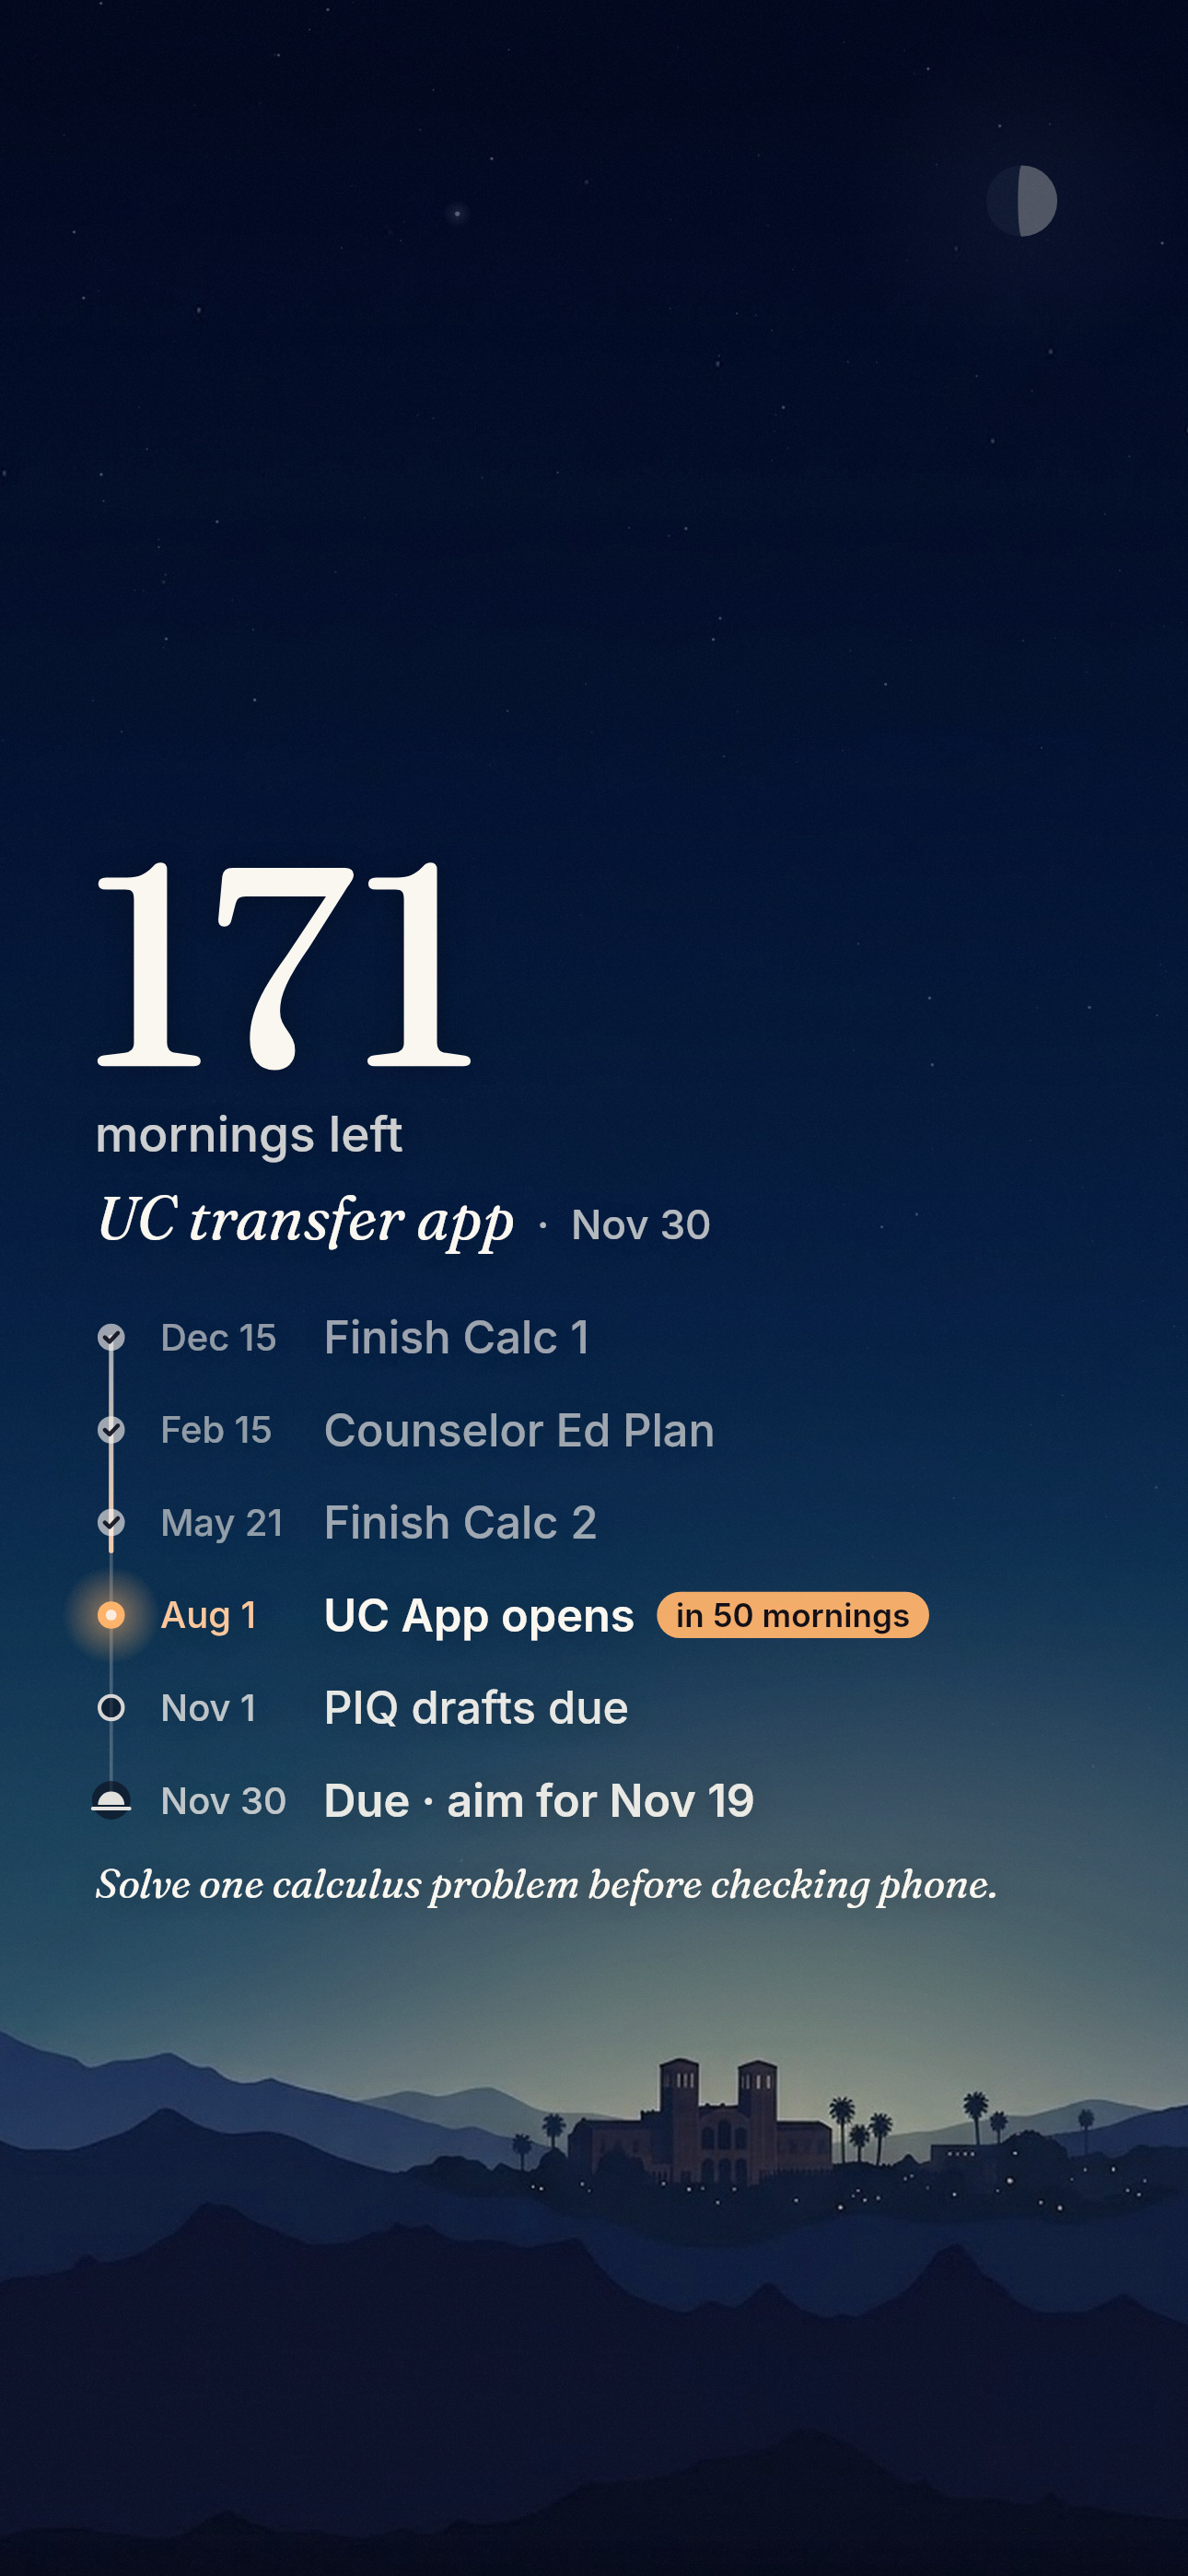 171
mornings left
UC transfer app · Nov 30
Dec 15 Finish Calc 1
Feb 15 Counselor Ed Plan
May 21 Finish Calc 2
Aug 1 UC App opens in 50 mornings
Nov 1 PIQ drafts due
Nov 30 Due · aim for Nov 19
Solve one calculus problem before checking phone.